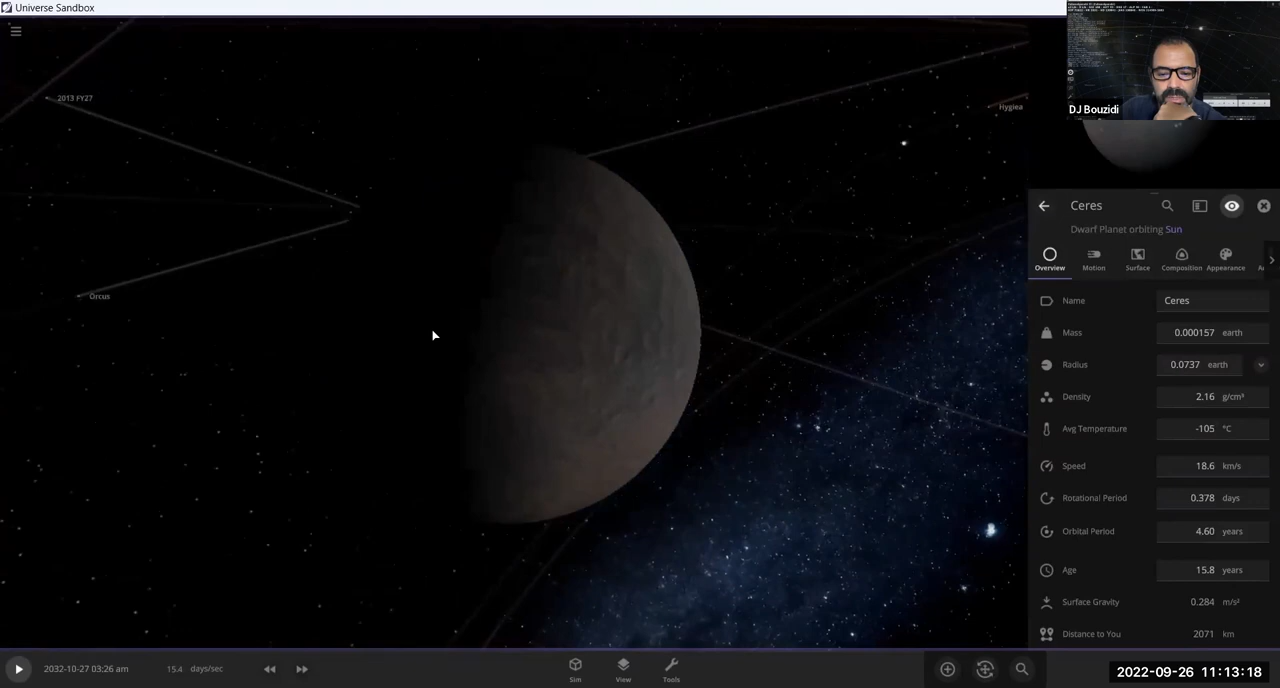 Universe Sandbox
2013 FY27
Hygiea
DJ Bouzidi
Orcus
Ceres
Dwarf Planet orbiting Sun
Overview Motion Surface Composition Appearance
Name Ceres
Mass 0.000157 earth
Radius 0.0737 earth
Density 2.16 g/cm³
Avg Temperature -105 °C
Speed 18.6 km/s
Rotational Period 0.378 days
Orbital Period 4.60 years
Age 15.8 years
Surface Gravity 0.284 m/s²
Distance to You 2071 km
2032-10-27 03:26 am 15.4 days/sec
Sim View Tools
2022-09-26 11:13:18